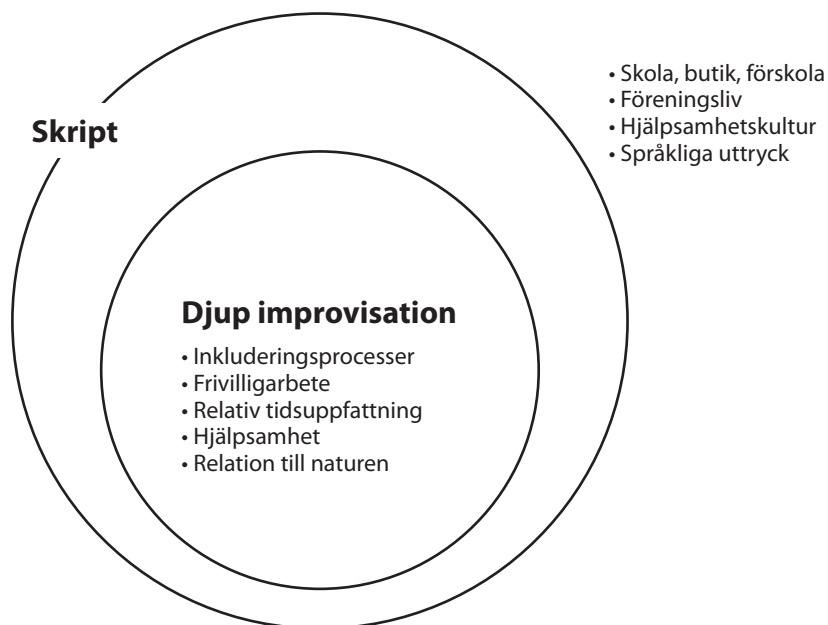 • Skola, butik, förskola
• Föreningsliv
• Hjälpsamhetskultur
• Språkliga uttryck
Skript
Djup improvisation
• Inkluderingsprocesser
• Frivilligarbete
• Relativ tidsuppfattning
• Hjälpsamhet
• Relation till naturen